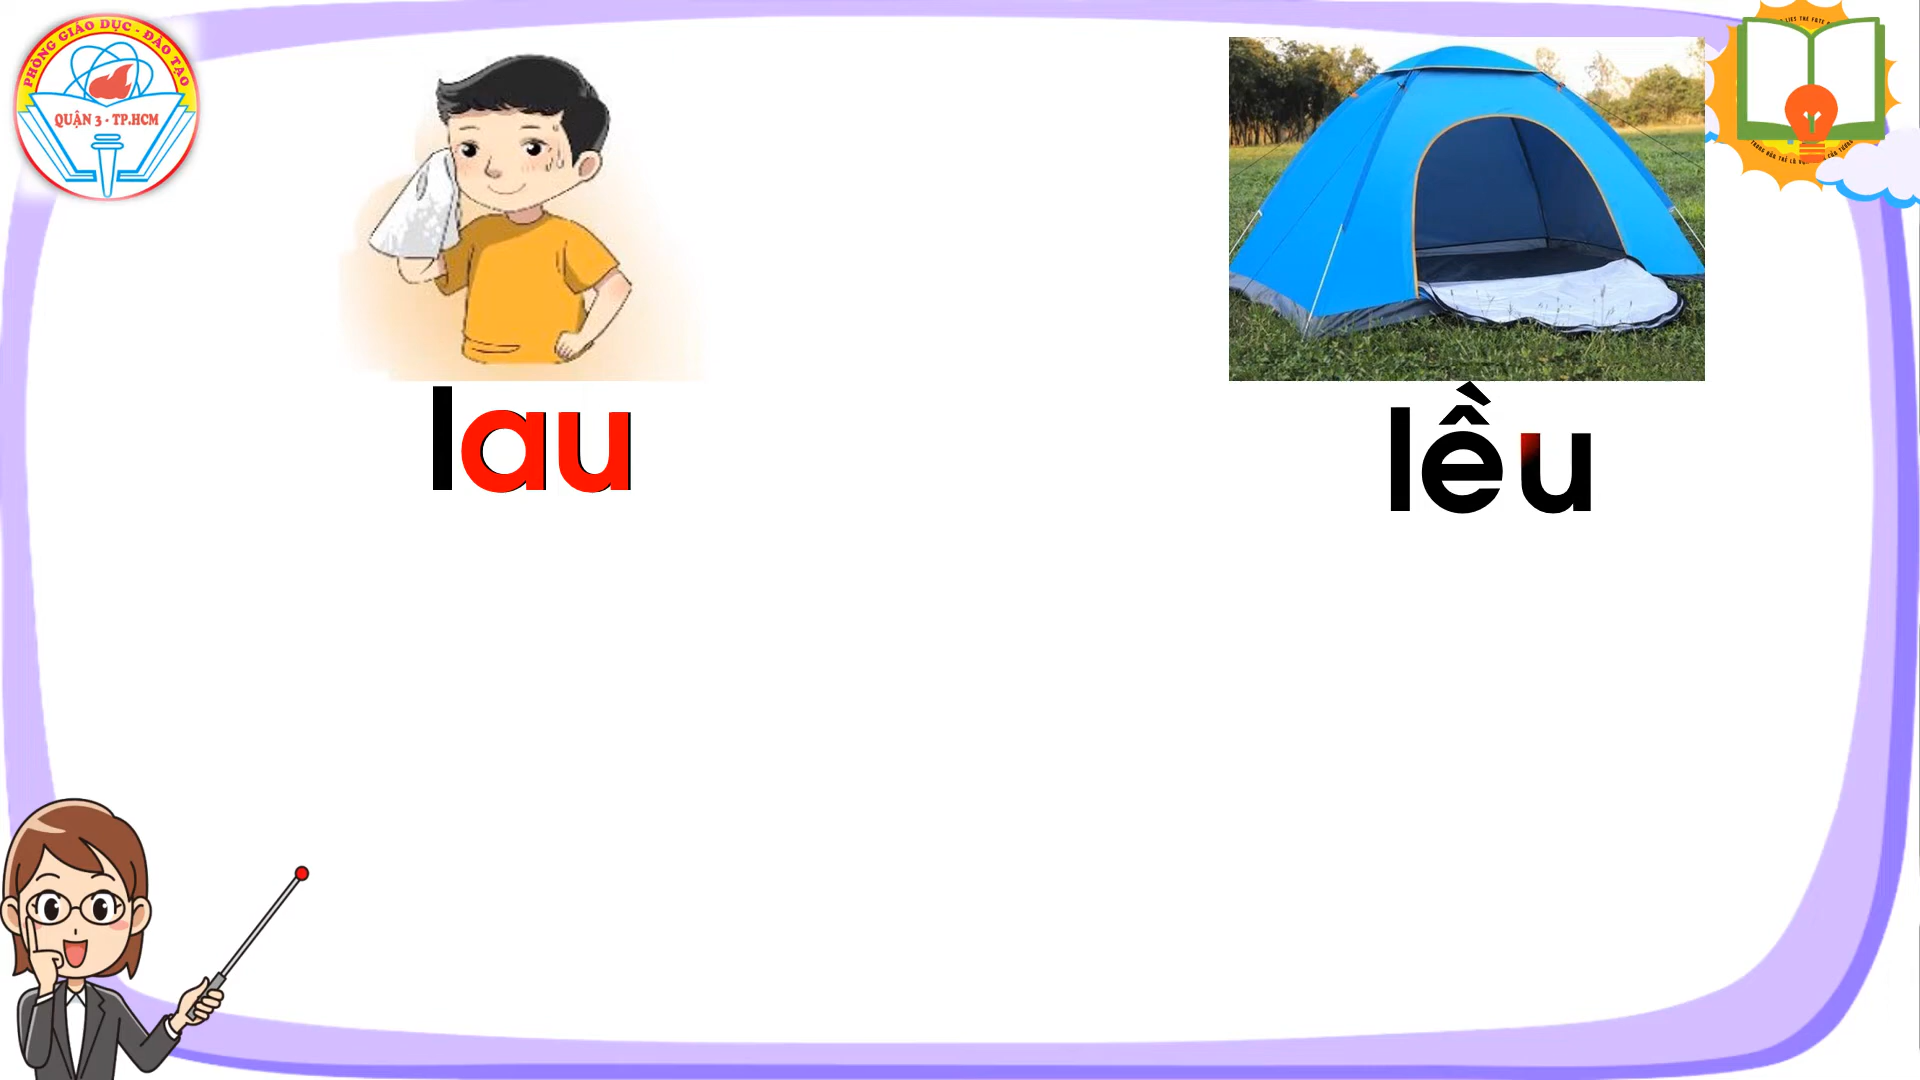 PHÒNG GIÁO DỤC - ĐÀO TẠO
QUẬN 3 - TP.HCM
lau
lều